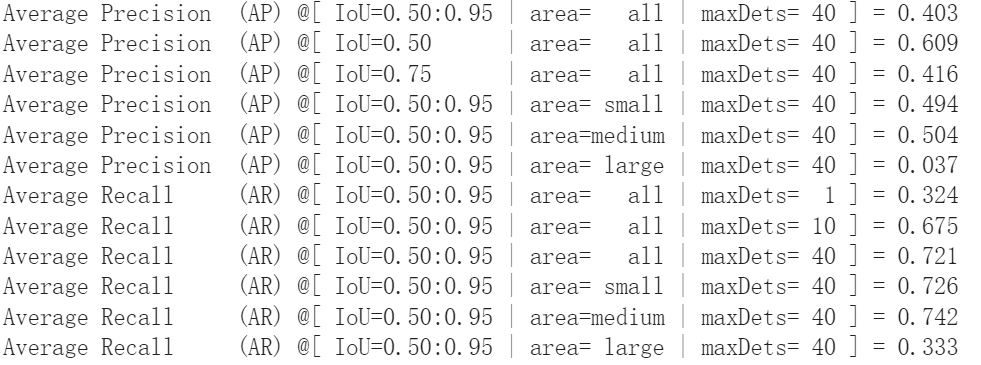 Average Precision  (AP) @[ IoU=0.50:0.95 | area=   all | maxDets= 40 ] = 0.403
Average Precision  (AP) @[ IoU=0.50      | area=   all | maxDets= 40 ] = 0.609
Average Precision  (AP) @[ IoU=0.75      | area=   all | maxDets= 40 ] = 0.416
Average Precision  (AP) @[ IoU=0.50:0.95 | area= small | maxDets= 40 ] = 0.494
Average Precision  (AP) @[ IoU=0.50:0.95 | area=medium | maxDets= 40 ] = 0.504
Average Precision  (AP) @[ IoU=0.50:0.95 | area= large | maxDets= 40 ] = 0.037
Average Recall     (AR) @[ IoU=0.50:0.95 | area=   all | maxDets=  1 ] = 0.324
Average Recall     (AR) @[ IoU=0.50:0.95 | area=   all | maxDets= 10 ] = 0.675
Average Recall     (AR) @[ IoU=0.50:0.95 | area=   all | maxDets= 40 ] = 0.721
Average Recall     (AR) @[ IoU=0.50:0.95 | area= small | maxDets= 40 ] = 0.726
Average Recall     (AR) @[ IoU=0.50:0.95 | area=medium | maxDets= 40 ] = 0.742
Average Recall     (AR) @[ IoU=0.50:0.95 | area= large | maxDets= 40 ] = 0.333